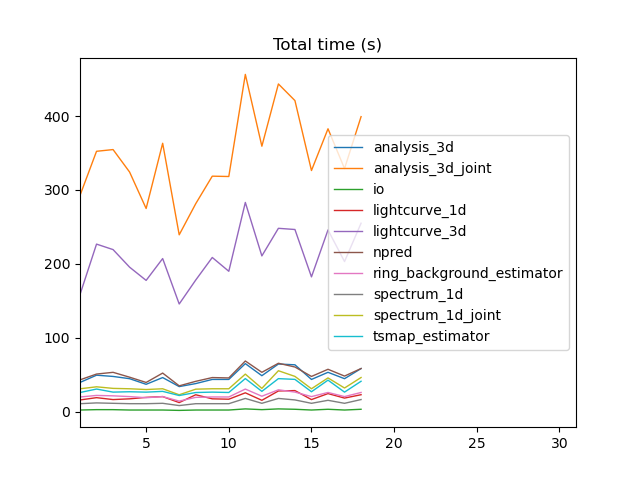 Total time (s)
400
300
200
100
0
5
10
15
20
25
30
analysis_3d
analysis_3d_joint
io
lightcurve_1d
lightcurve_3d
npred
ring_background_estimator
spectrum_1d
spectrum_1d_joint
tsmap_estimator